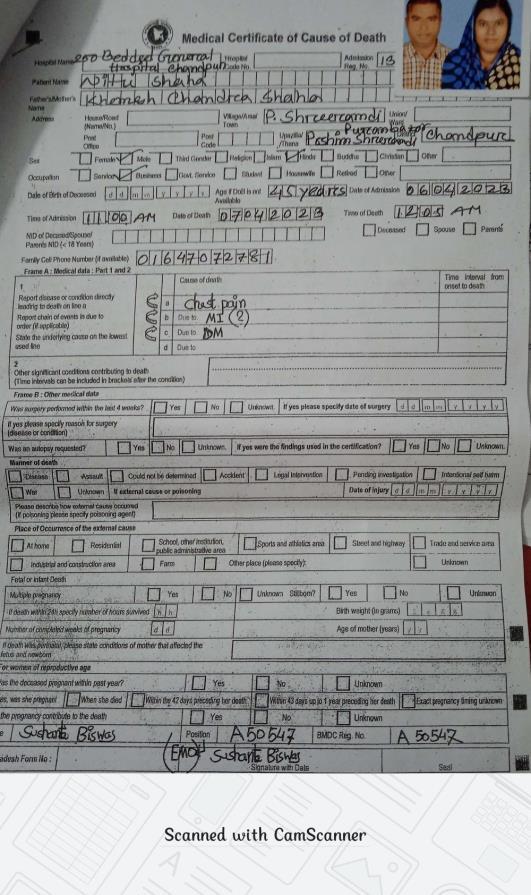 Medical Certificate of Cause of Death
Hospital Name 250 Bedded General Hospital Chandpur Hospital Code No. Admission Reg. No. 13
Patient Name Nittu Shaha
Father's/Mother's Name Khemesh Chandra Shaha
Address House/Road (Name/No.) Village/Area/Town P. Shreeramdi Union/Ward
Post Office Post Code Upazilla/Thana Puranbazar Poshim Shreeramdi District Chandpur
Sex Female Male Third Gender Religion Islam Hindu Buddha Christian Other
Occupation Service Business Govt. Service Student Housewife Retired Other
Date of Birth of Deceased d d m m y y y y Age if DoB is not Available 45 years Date of Admission 06042023
Time of Admission 11:00 AM Date of Death 07042023 Time of Death 12:05 AM
NID of Deceased/Spouse/Parents NID (< 18 Years) Deceased Spouse Parents
Family Cell Phone Number (if available) 01647072781
Frame A : Medical data : Part 1 and 2
1. Cause of death Time interval from onset to death
Report disease or condition directly leading to death on line a a chest pain
Report chain of events in due to order (if applicable) b Due to MI (?)
State the underlying cause on the lowest used line c Due to DM
d Due to
2
Other significant conditions contributing to death
(Time intervals can be included in brackets after the condition)
Frame B : Other medical data
Was surgery performed within the last 4 weeks? Yes No Unknown If yes please specify date of surgery d d m m y y y y
If yes please specify reason for surgery (disease or condition)
Was an autopsy requested? Yes No Unknown. If yes were the findings used in the certification? Yes No Unknown.
Manner of death
Disease Assault Could not be determined Accident Legal Intervention Pending investigation Intentional self harm
War Unknown If external cause or poisoning Date of injury d d m m y y y y
Please describe how external cause occurred
(If poisoning please specify poisoning agent)
Place of Occurrence of the external cause
At home Residential School, other institution, public administrative area Sports and athletics area Street and highway Trade and service area
Industrial and construction area Farm Other place (please specify): Unknown
Fetal or infant Death
Multiple pregnancy Yes No Unknown Stillborn? Yes No Unknown
If death within 24h specify number of hours survived h h Birth weight (in grams) g g g g
Number of completed weeks of pregnancy d d Age of mother (years) y y
If death was perinatal, please state conditions of mother that affected the fetus and newborn
For women of reproductive age
as the deceased pregnant within past year? Yes No Unknown
es, was she pregnant When she died Within the 42 days preceding her death Within 43 days up to 1 year preceding her death Exact pregnancy timing unknown
the pregnancy contribute to the death Yes No Unknown
e Sushanta Biswas Position A50547 BMDC Reg. No. A 50547
adesh Form No : (EMO) Sushanta Biswas
Signature with Date Seal
Scanned with CamScanner